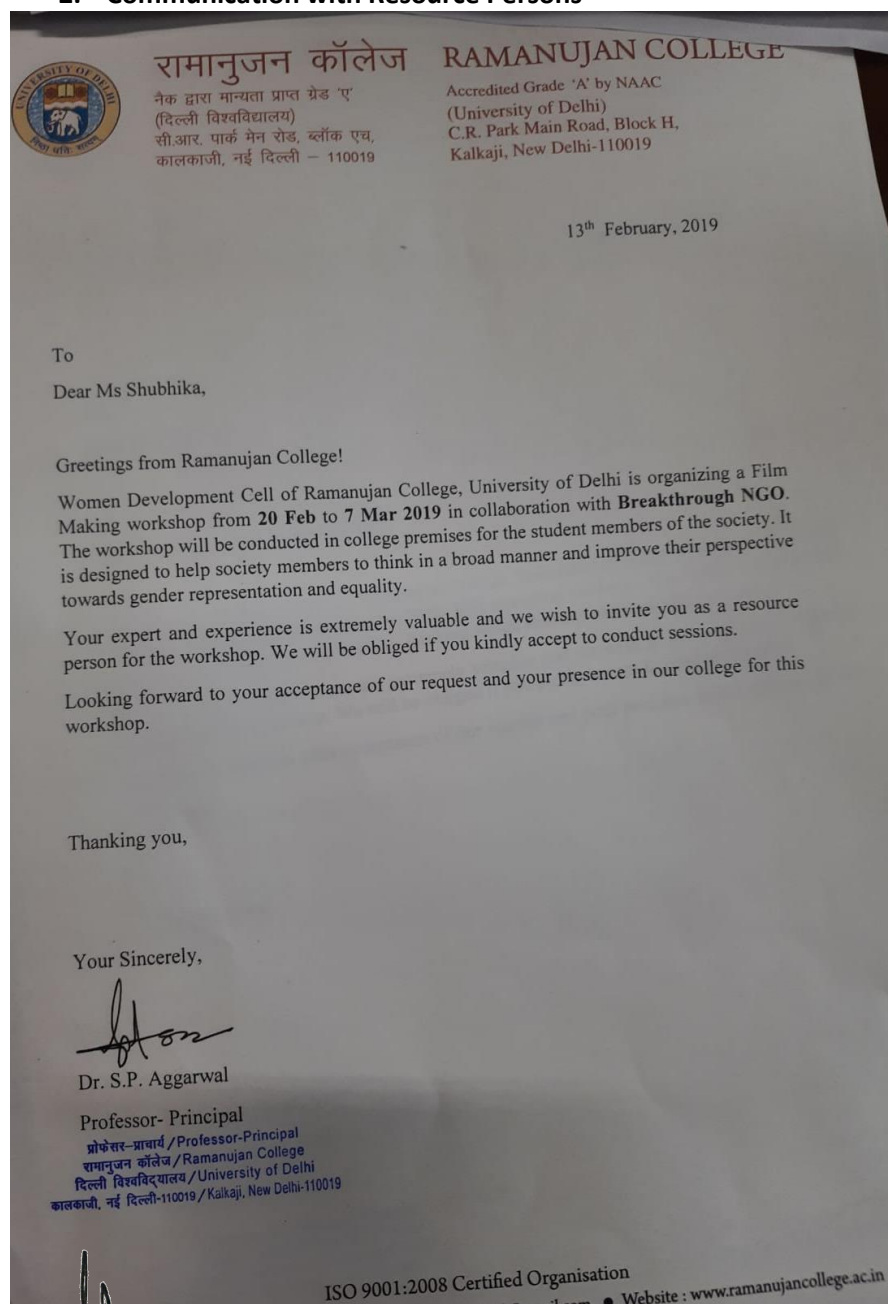 Communication with Resource Persons
रामानुजन कॉलेज
नैक द्वारा मान्यता प्राप्त ग्रेड 'ए'
(दिल्ली विश्वविद्यालय)
सी.आर. पार्क मेन रोड, ब्लॉक एच,
कालकाजी, नई दिल्ली – 110019
RAMANUJAN COLLEGE
Accredited Grade 'A' by NAAC
(University of Delhi)
C.R. Park Main Road, Block H,
Kalkaji, New Delhi-110019
UNIVERSITY OF DELHI
13th February, 2019
To
Dear Ms Shubhika,
Greetings from Ramanujan College!
Women Development Cell of Ramanujan College, University of Delhi is organizing a Film
Making workshop from 20 Feb to 7 Mar 2019 in collaboration with Breakthrough NGO.
The workshop will be conducted in college premises for the student members of the society. It
is designed to help society members to think in a broad manner and improve their perspective
towards gender representation and equality.
Your expert and experience is extremely valuable and we wish to invite you as a resource
person for the workshop. We will be obliged if you kindly accept to conduct sessions.
Looking forward to your acceptance of our request and your presence in our college for this
workshop.
Thanking you,
Your Sincerely,
Dr. S.P. Aggarwal
Professor- Principal
प्रोफेसर–प्राचार्य / Professor-Principal
रामानुजन कॉलेज / Ramanujan College
दिल्ली विश्वविद्यालय / University of Delhi
कालकाजी, नई दिल्ली-110019 / Kalkaji, New Delhi-110019
ISO 9001:2008 Certified Organisation
● Website : www.ramanujancollege.ac.in